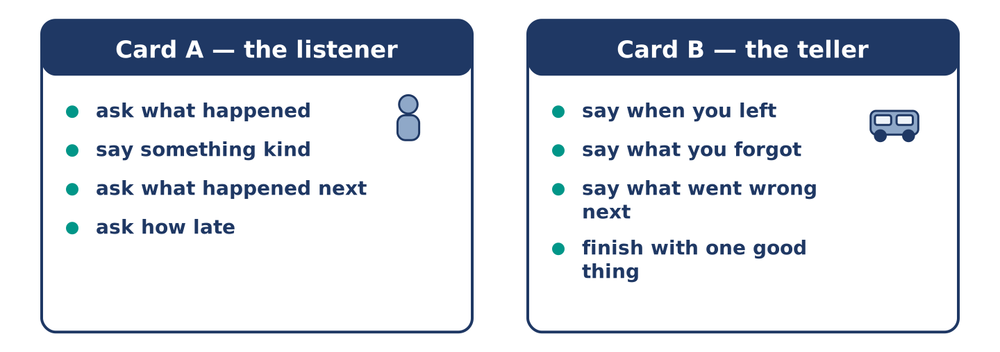 Card A — the listener
ask what happened
say something kind
ask what happened next
ask how late
Card B — the teller
say when you left
say what you forgot
say what went wrong
next
finish with one good
thing